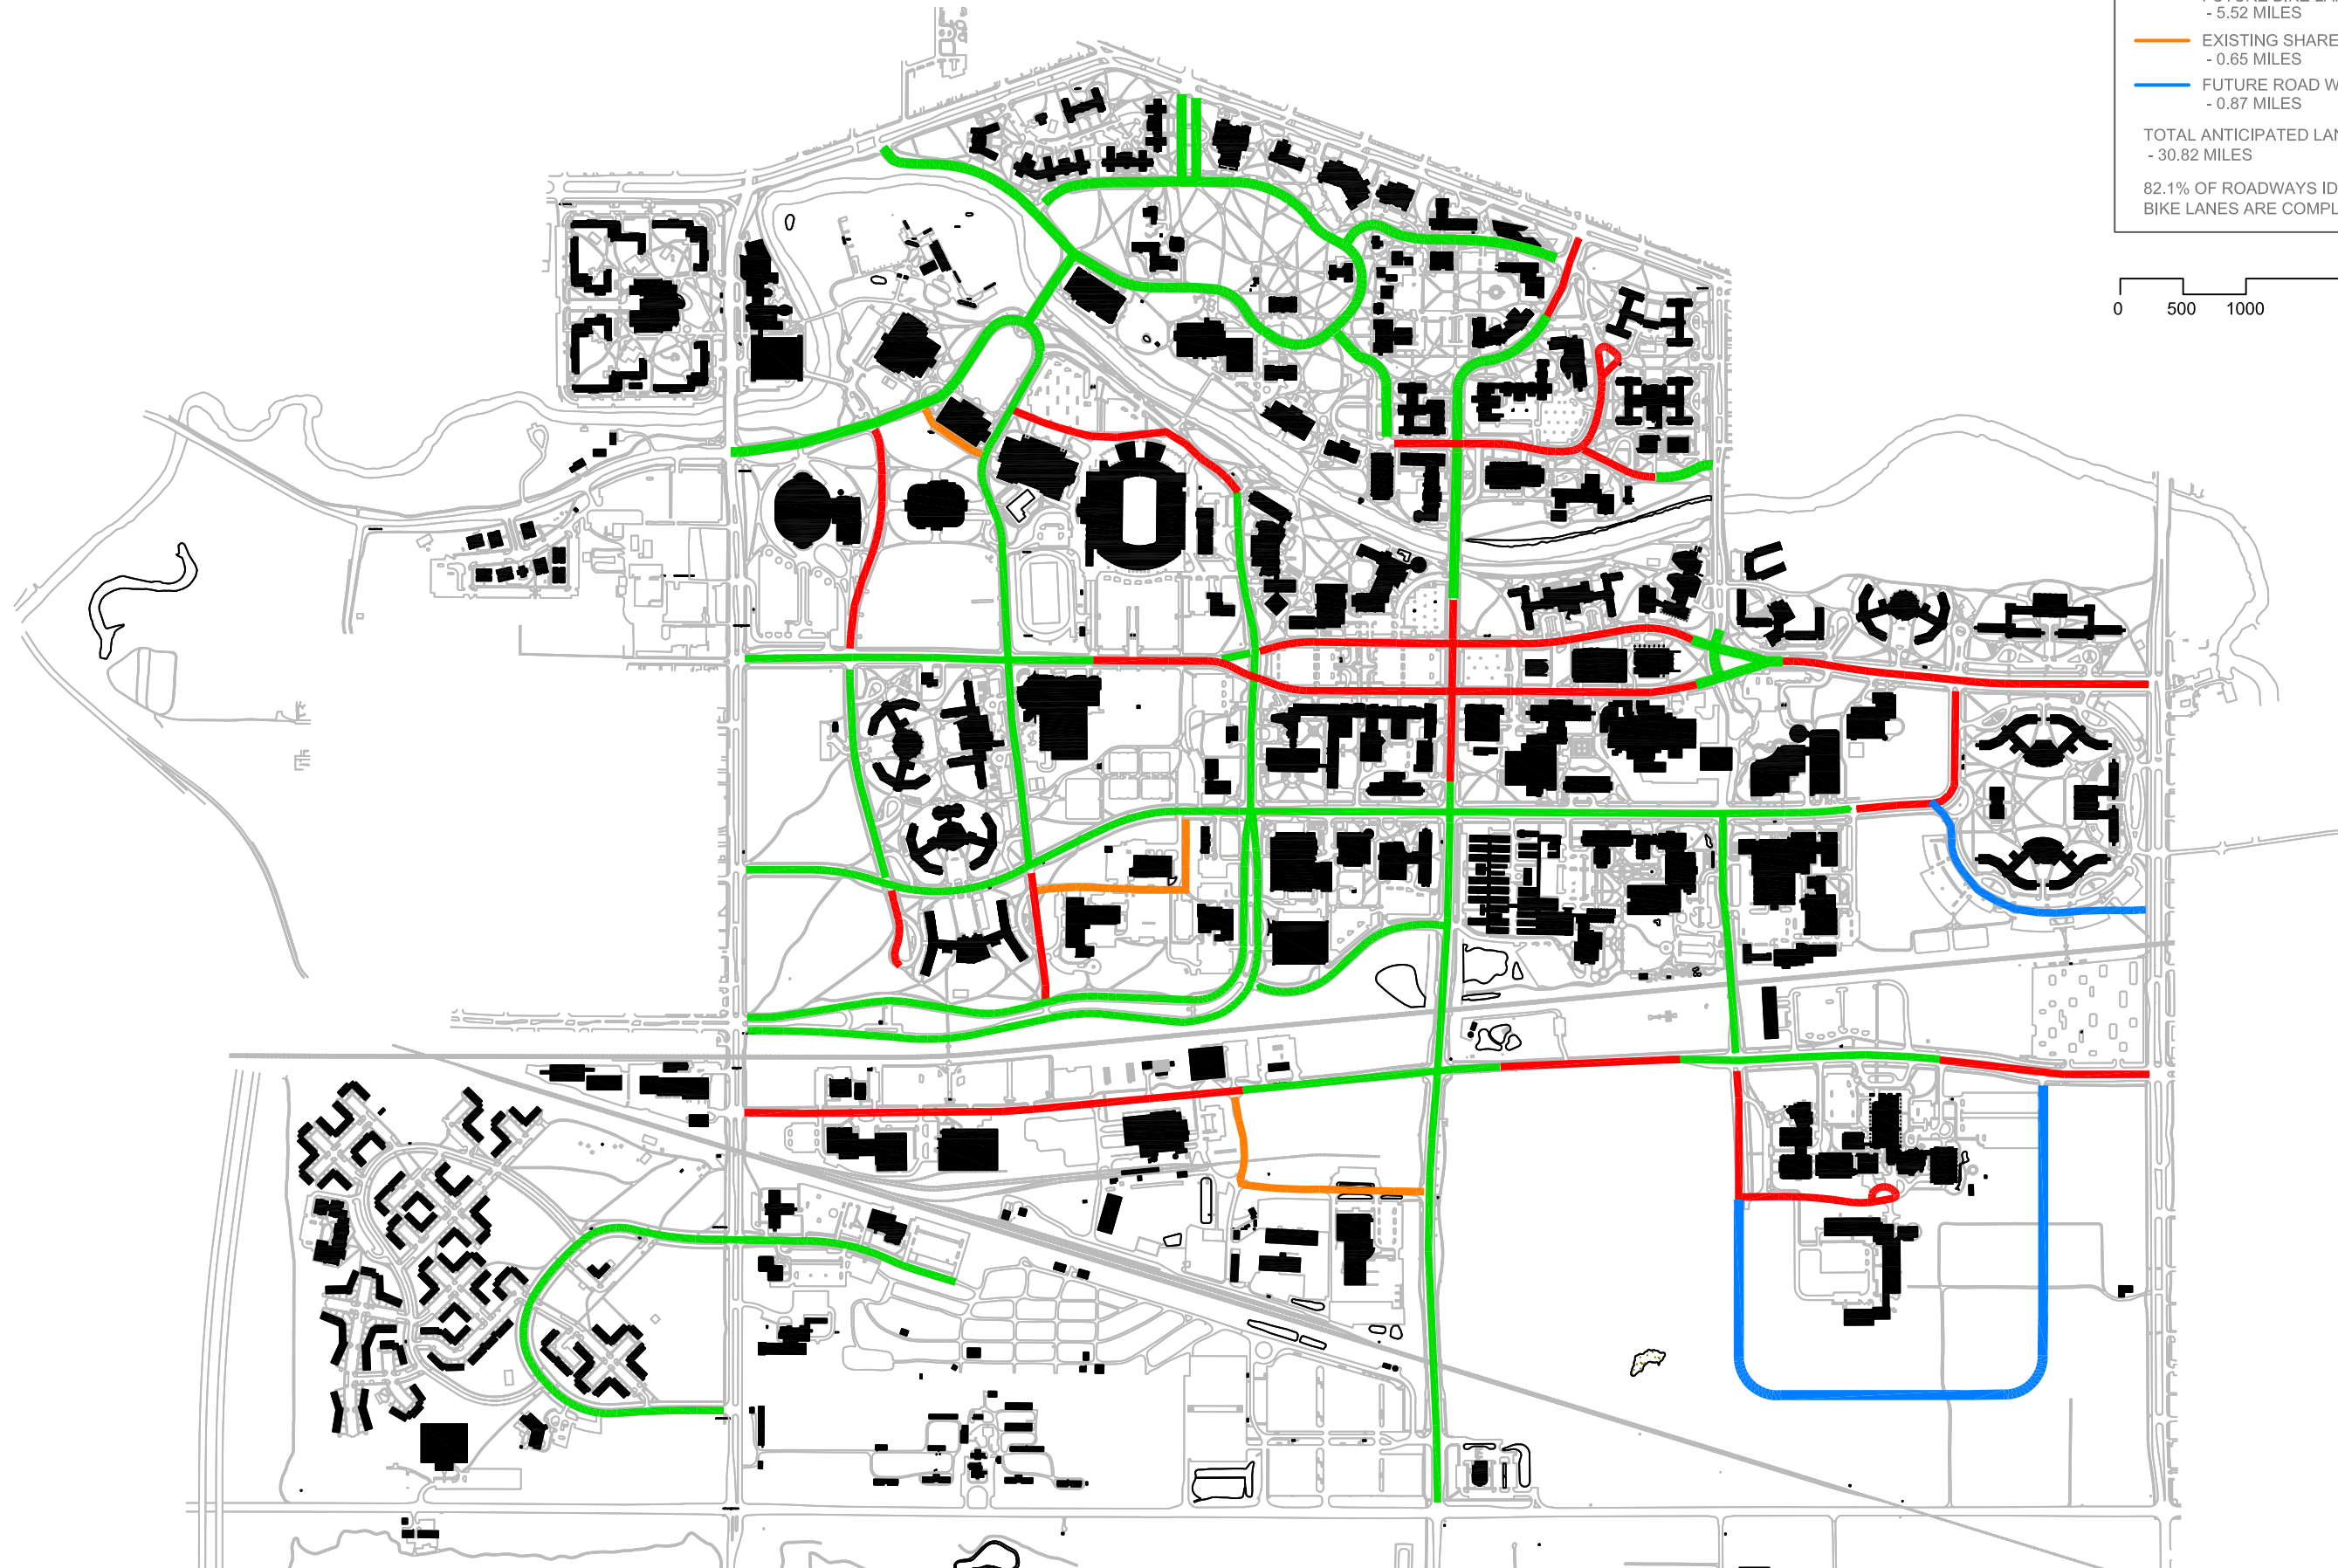 - 5.52 MILES
EXISTING SHARE
- 0.65 MILES
FUTURE ROAD W
- 0.87 MILES
TOTAL ANTICIPATED LAN
- 30.82 MILES
82.1% OF ROADWAYS ID
BIKE LANES ARE COMPL
0 500 1000